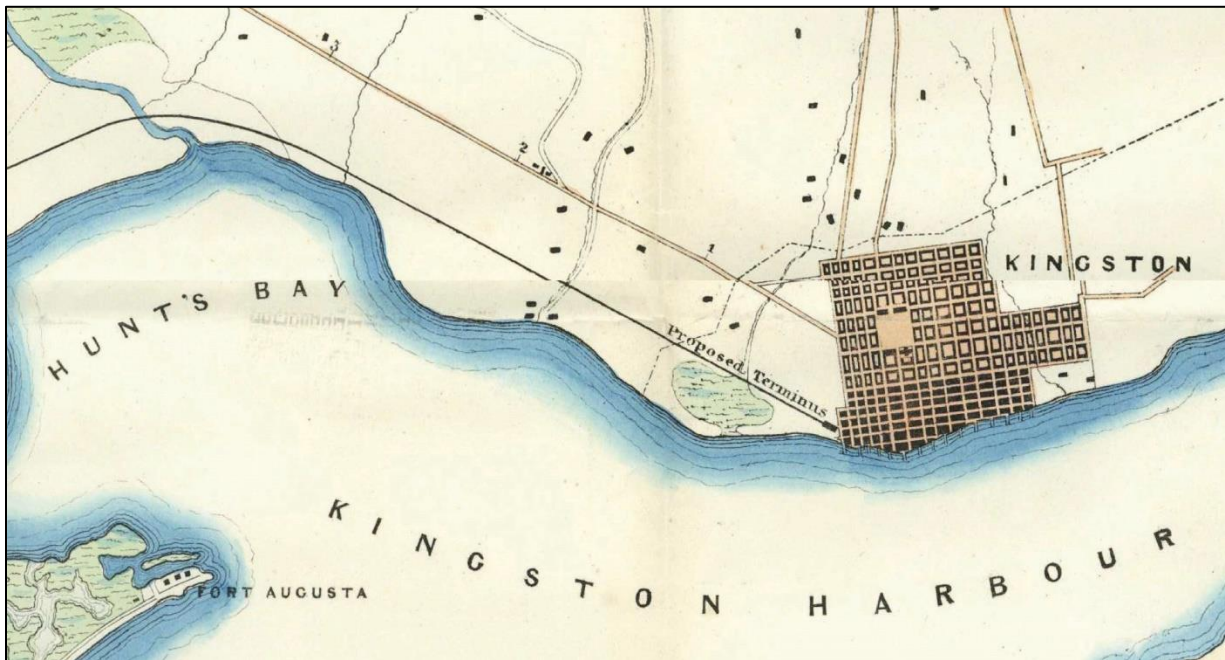 3
2
1
KINGSTON
HUNT'S BAY
Proposed Terminus
KINGSTON HARBOUR
FORT AUGUSTA